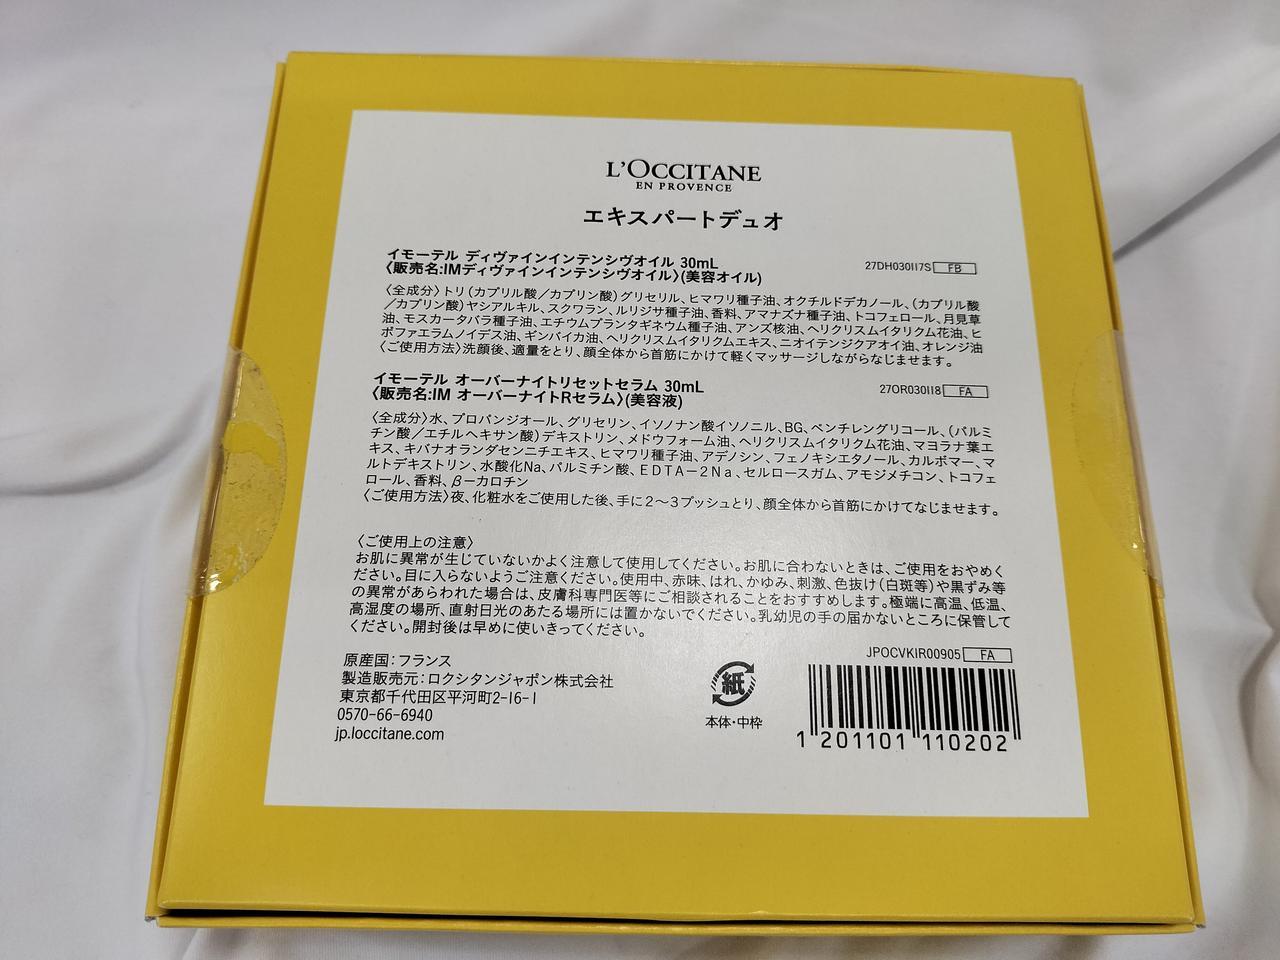 L'OCCITANE
EN PROVENCE
エキスパートデュオ
イモーテル ディヴァインインテンシヴオイル 30mL
〈販売名:IMディヴァインインテンシヴオイル〉(美容オイル)
27DH030I17S FB
〈全成分〉トリ(カプリル酸／カプリン酸)グリセリル、ヒマワリ種子油、オクチルドデカノール、(カプリル酸
／カプリン酸)ヤシアルキル、スクワラン、ルリジサ種子油、香料、アマナズナ種子油、トコフェロール、月見草
油、モスカータバラ種子油、エチウムプランタギネウム種子油、アンズ核油、ヘリクリスムイタリクム花油、ヒ
ポファエラムノイデス油、ギンバイカ油、ヘリクリスムイタリクムエキス、ニオイテンジクアオイ油、オレンジ油
〈ご使用方法〉洗顔後、適量をとり、顔全体から首筋にかけて軽くマッサージしながらなじませます。
イモーテル オーバーナイトリセットセラム 30mL
〈販売名:IM オーバーナイトRセラム〉(美容液)
27OR030I18 FA
〈全成分〉水、プロパンジオール、グリセリン、イソノナン酸イソノニル、BG、ペンチレングリコール、(パルミ
チン酸／エチルヘキサン酸)デキストリン、メドウフォーム油、ヘリクリスムイタリクム花油、マヨラナ葉エ
キス、キバナオランダセンニチエキス、ヒマワリ種子油、アデノシン、フェノキシエタノール、カルボマー、マ
ルトデキストリン、水酸化Na、パルミチン酸、EDTA－2Na、セルロースガム、アモジメチコン、トコフェ
ロール、香料、β－カロチン
〈ご使用方法〉夜、化粧水をご使用した後、手に2～3プッシュとり、顔全体から首筋にかけてなじませます。
〈ご使用上の注意〉
お肌に異常が生じていないかよく注意して使用してください。お肌に合わないときは、ご使用をおやめく
ださい。目に入らないようご注意ください。使用中、赤味、はれ、かゆみ、刺激、色抜け(白斑等)や黒ずみ等
の異常があらわれた場合は、皮膚科専門医等にご相談されることをおすすめします。極端に高温、低温、
高湿度の場所、直射日光のあたる場所には置かないでください。乳幼児の手の届かないところに保管して
ください。開封後は早めに使いきってください。
原産国:フランス
製造販売元:ロクシタンジャポン株式会社
東京都千代田区平河町2-16-1
0570-66-6940
jp.loccitane.com
紙
本体・中枠
JPOCVKIR00905 FA
1 201101 110202